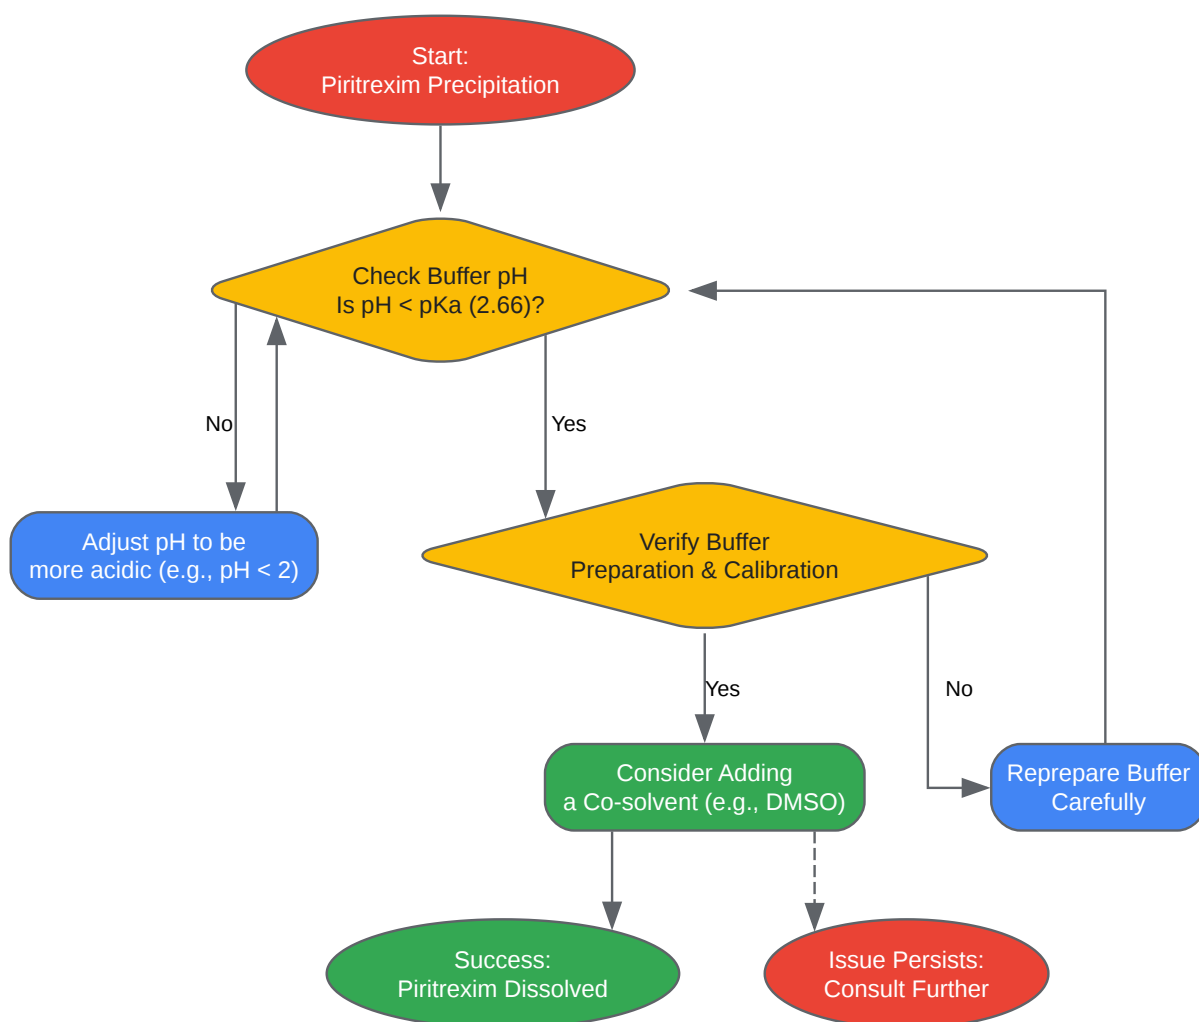 Start:
Piritrexim Precipitation
Check Buffer pH
Is pH < pKa (2.66)?
No
Yes
Adjust pH to be
more acidic (e.g., pH < 2)
Verify Buffer
Preparation & Calibration
Yes
No
Consider Adding
a Co-solvent (e.g., DMSO)
Reprepare Buffer
Carefully
Success:
Piritrexim Dissolved
Issue Persists:
Consult Further